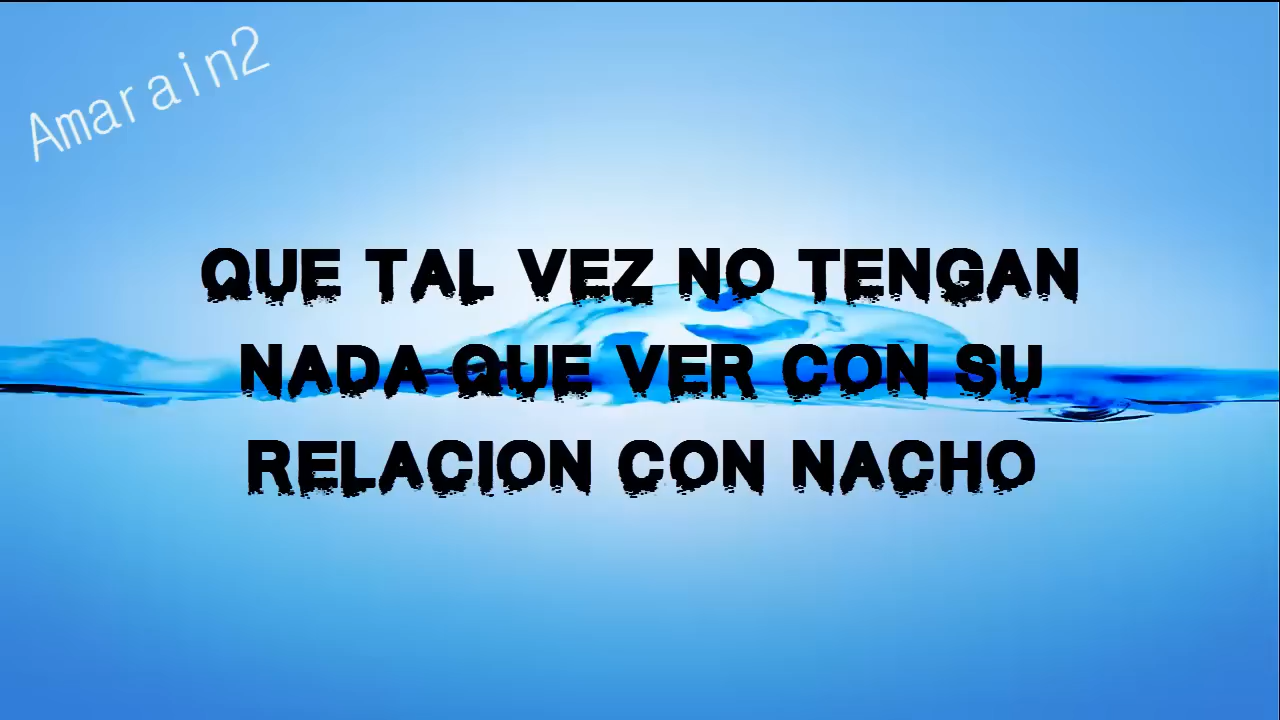 Amarain2
QUE TAL VEZ NO TENGAN
NADA QUE VER CON SU
RELACION CON NACHO